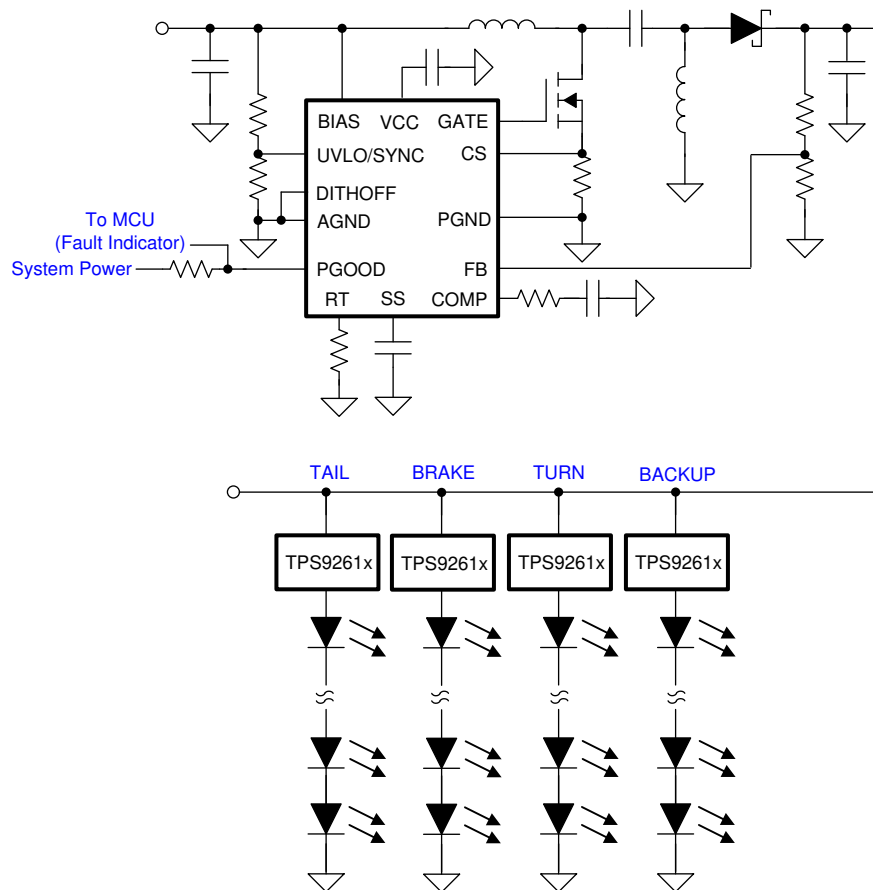 BIAS
VCC
GATE
UVLO/SYNC
CS
DITHOFF
AGND
PGND
To MCU
(Fault Indicator)
System Power
PGOOD
FB
RT
SS
COMP
TAIL
BRAKE
TURN
BACKUP
TPS9261x
TPS9261x
TPS9261x
TPS9261x